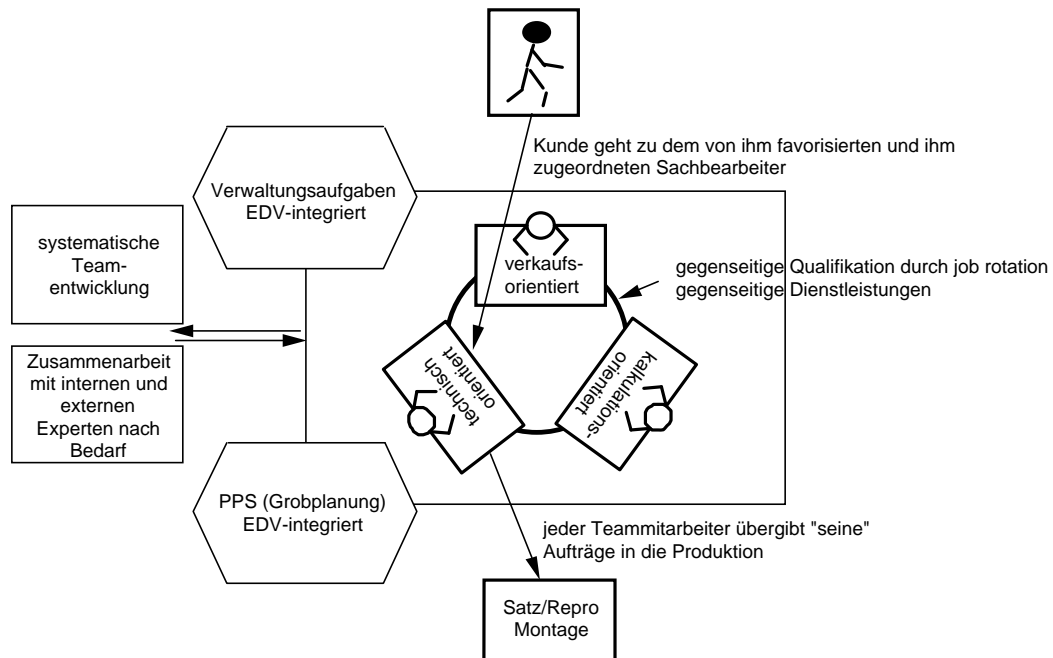 Kunde geht zu dem von ihm favorisierten und ihm
zugeordneten Sachbearbeiter
Verwaltungsaufgaben
EDV-integriert
systematische
Team-
entwicklung
verkaufs-
orientiert
gegenseitige Qualifikation durch job rotation
gegenseitige Dienstleistungen
technisch
orientiert
kalkulations-
orientiert
Zusammenarbeit
mit internen und
externen
Experten nach
Bedarf
PPS (Grobplanung)
EDV-integriert
jeder Teammitarbeiter übergibt "seine"
Aufträge in die Produktion
Satz/Repro
Montage